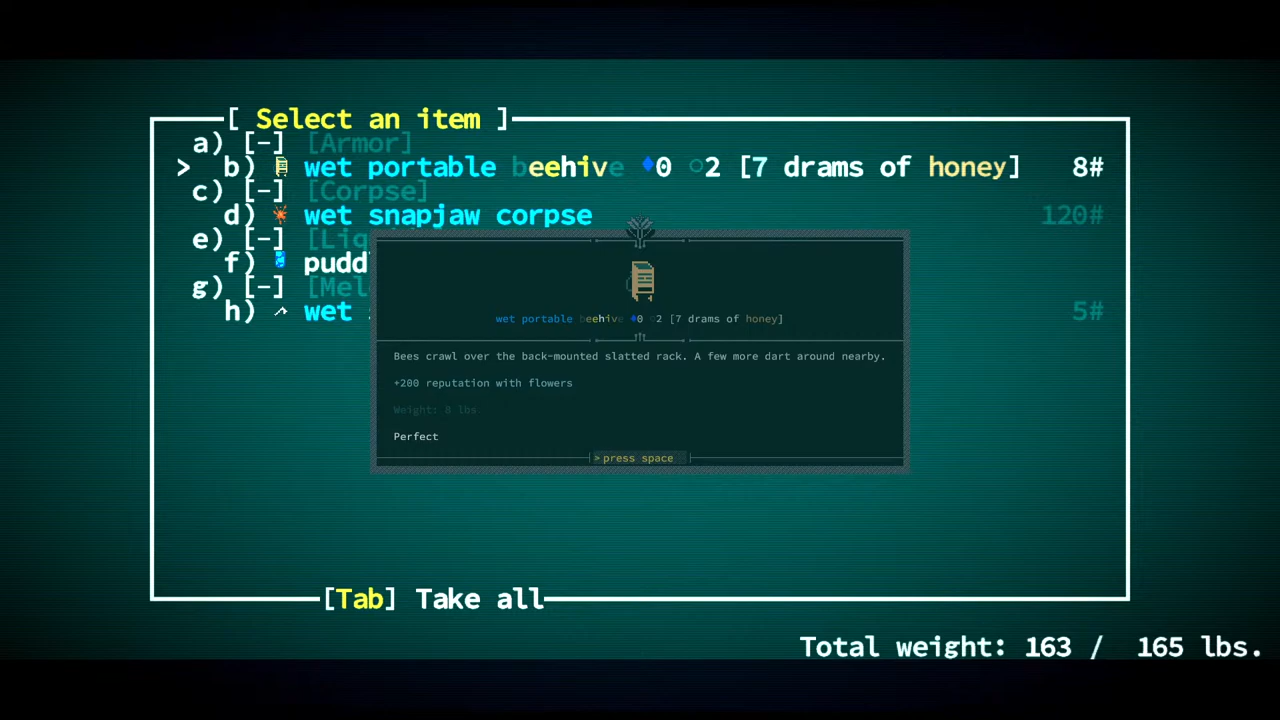 [ Select an item ]
a) [-] [Armor]
> b) wet portable beehive ♦0 ○2 [7 drams of honey] 8#
c) [-] [Corpse]
d) wet snapjaw corpse 120#
e) [-] [Liq
f) pudd
g) [-] [Mel
h) wet 5#
wet portable beehive ♦0 ○2 [7 drams of honey]
Bees crawl over the back-mounted slatted rack. A few more dart around nearby.
+200 reputation with flowers
Weight: 8 lbs.
Perfect
> press space
[Tab] Take all
Total weight: 163 / 165 lbs.